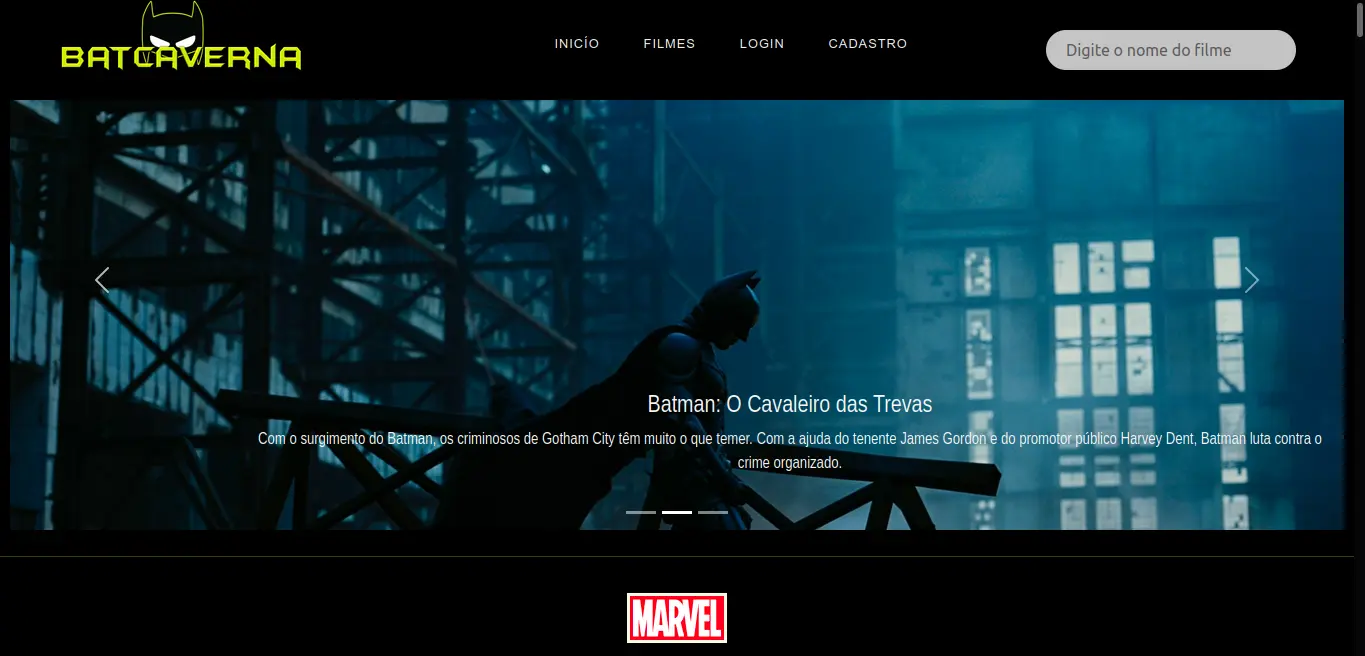 BATCAVERNA
INICÍO FILMES LOGIN CADASTRO
Digite o nome do filme
Batman: O Cavaleiro das Trevas
Com o surgimento do Batman, os criminosos de Gotham City têm muito o que temer. Com a ajuda do tenente James Gordon e do promotor público Harvey Dent, Batman luta contra o
crime organizado.
MARVEL